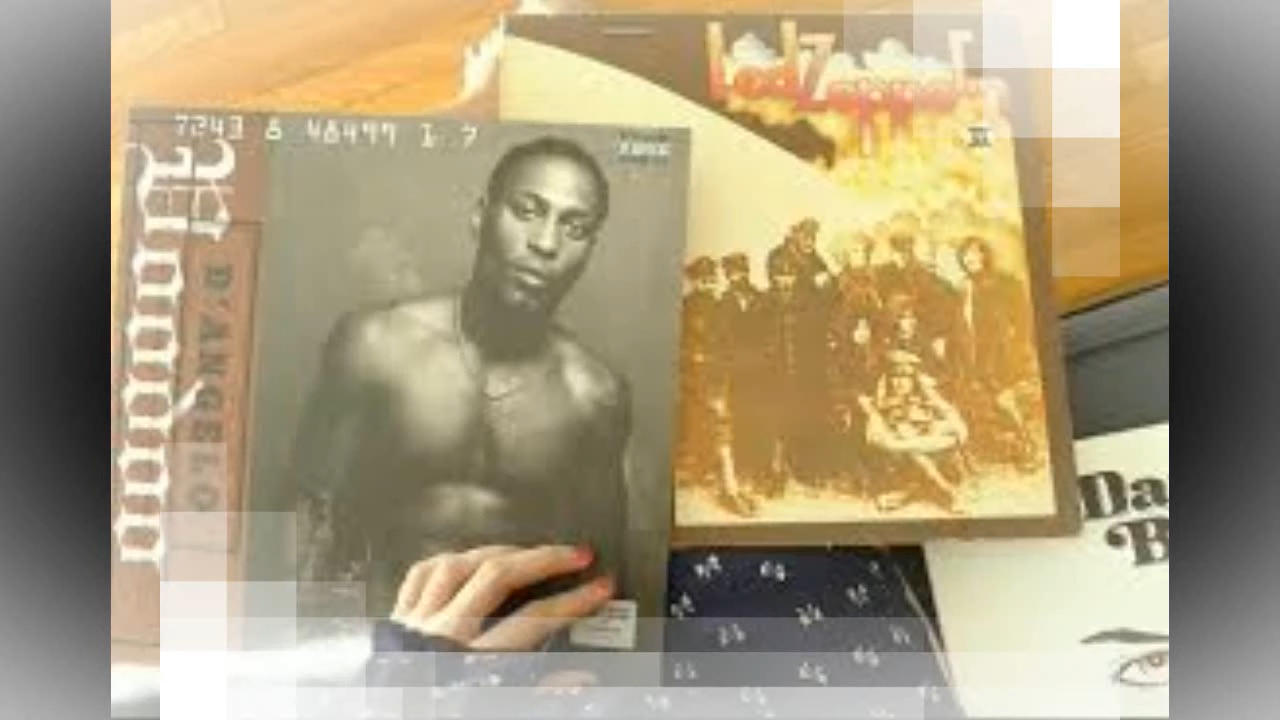 7243 8 48499 1 7
Voodoo
D'ANGELO
Led Zeppelin
II
Da
B